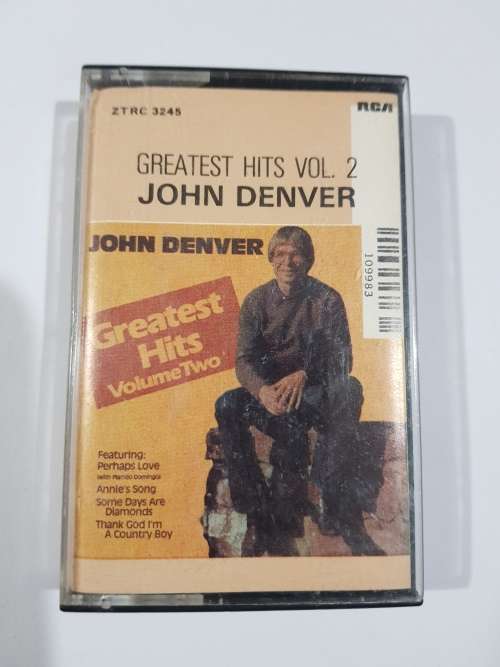 ZTRC 3245
RCA
GREATEST HITS VOL. 2
JOHN DENVER
JOHN DENVER
Greatest
Hits
Volume Two
109983
Featuring:
Perhaps Love
(with Placido Domingo)
Annie's Song
Some Days Are
Diamonds
Thank God I'm
A Country Boy